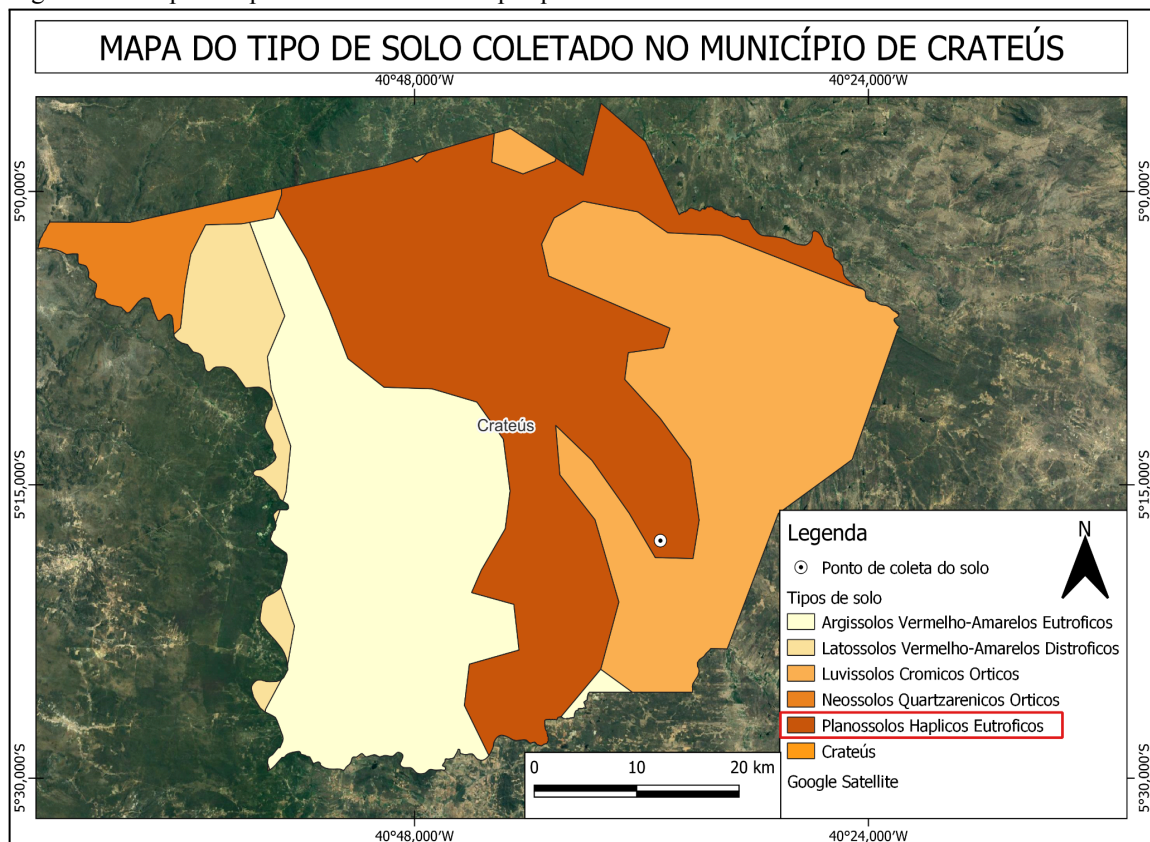 MAPA DO TIPO DE SOLO COLETADO NO MUNICÍPIO DE CRATEÚS
40°48,000'W
40°24,000'W
5°0,000'S
5°0,000'S
Crateús
5°15,000'S
5°15,000'S
Legenda
N
Ponto de coleta do solo
Tipos de solo
Argissolos Vermelho-Amarelos Eutroficos
Latossolos Vermelho-Amarelos Distroficos
Luvissolos Cromicos Orticos
Neossolos Quartzarenicos Orticos
Planossolos Haplicos Eutroficos
Crateús
Google Satellite
0 10 20 km
5°30,000'S
5°30,000'S
40°48,000'W
40°24,000'W